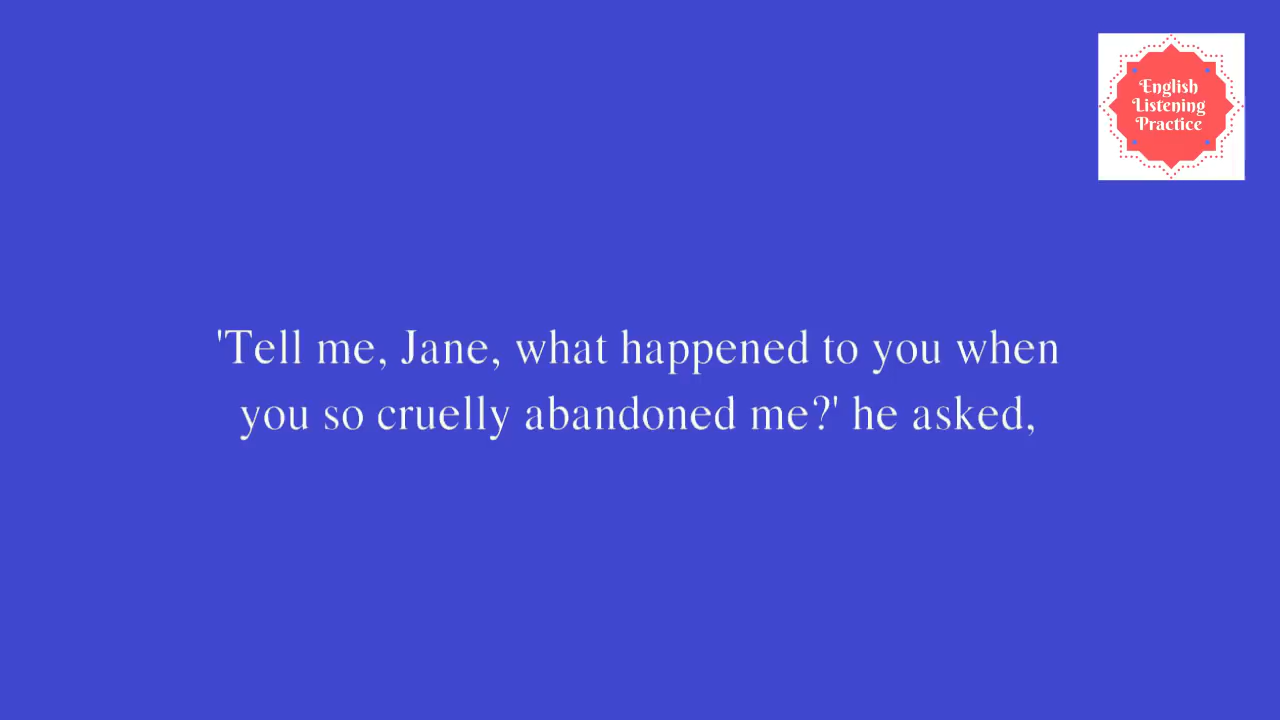 English
Listening
Practice
'Tell me, Jane, what happened to you when
you so cruelly abandoned me?' he asked,